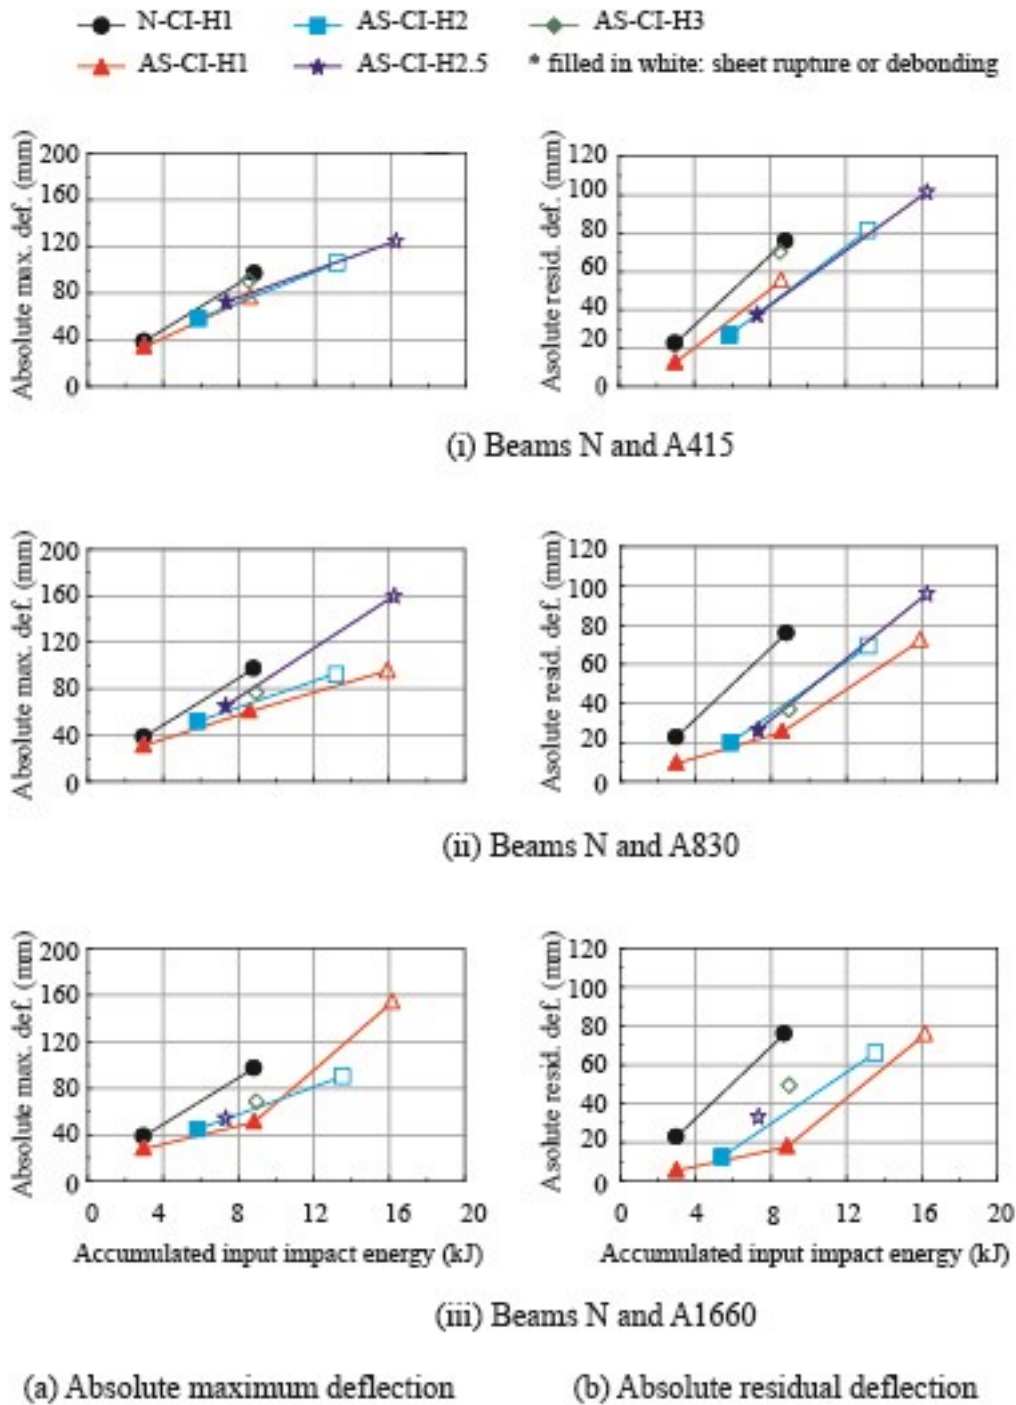 N-CI-H1 AS-CI-H2 AS-CI-H3
AS-CI-H1 AS-CI-H2.5 * filled in white: sheet rupture or debonding
Absolute max. def. (mm)
200
160
120
80
40
0
Asolute resid. def. (mm)
120
100
80
60
40
20
0
(i) Beams N and A415
Absolute max. def. (mm)
200
160
120
80
40
0
Asolute resid. def. (mm)
120
100
80
60
40
20
0
(ii) Beams N and A830
Absolute max. def. (mm)
200
160
120
80
40
0
0 4 8 12 16 20
Accumulated input impact energy (kJ)
Asolute resid. def. (mm)
120
100
80
60
40
20
0
0 4 8 12 16 20
Accumulated input impact energy (kJ)
(iii) Beams N and A1660
(a) Absolute maximum deflection (b) Absolute residual deflection